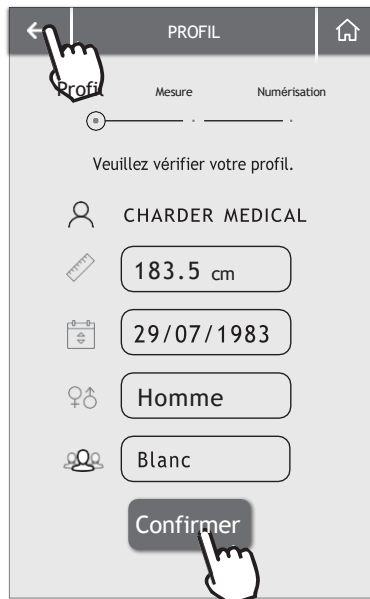 PROFIL
Profil Mesure Numérisation
Veuillez vérifier votre profil.
CHARDER MEDICAL
183.5 cm
29/07/1983
Homme
Blanc
Confirmer